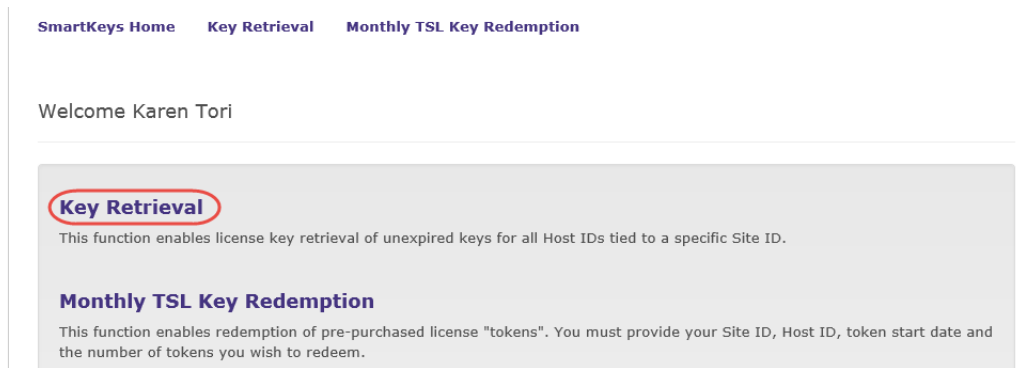 SmartKeys Home Key Retrieval Monthly TSL Key Redemption
Welcome Karen Tori
Key Retrieval
This function enables license key retrieval of unexpired keys for all Host IDs tied to a specific Site ID.
Monthly TSL Key Redemption
This function enables redemption of pre-purchased license "tokens". You must provide your Site ID, Host ID, token start date and
the number of tokens you wish to redeem.